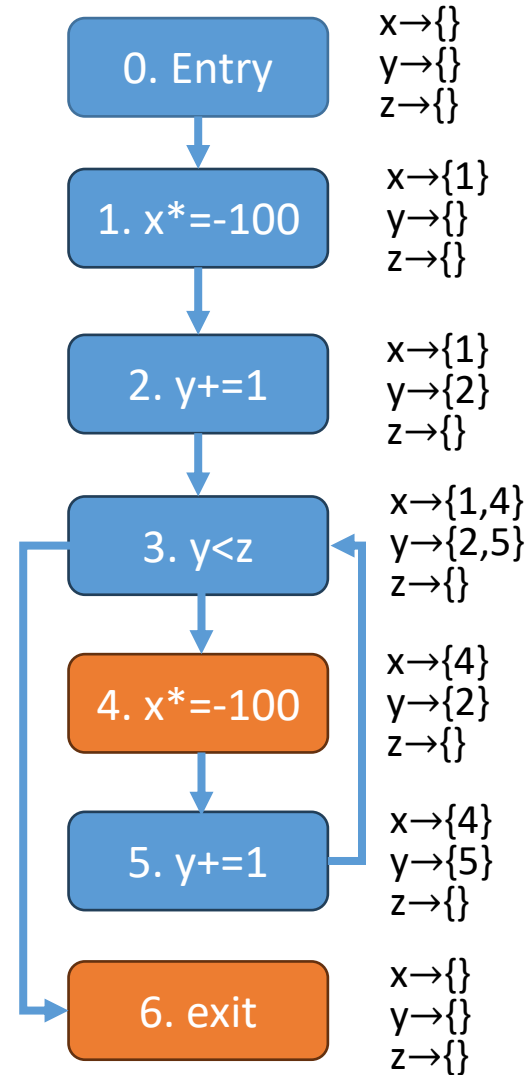 0. Entry
x→{}
y→{}
z→{}
1. x*=-100
x→{1}
y→{}
z→{}
2. y+=1
x→{1}
y→{2}
z→{}
3. y<z
x→{1,4}
y→{2,5}
z→{}
4. x*=-100
x→{4}
y→{2}
z→{}
5. y+=1
x→{4}
y→{5}
z→{}
6. exit
x→{}
y→{}
z→{}